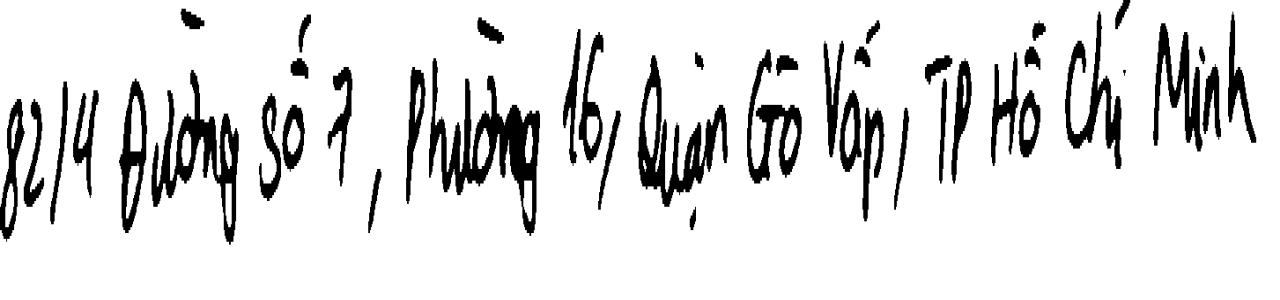 82/4 Đường Số 7, Phường 16, Quận Gò Vấp, TP Hồ Chí Minh